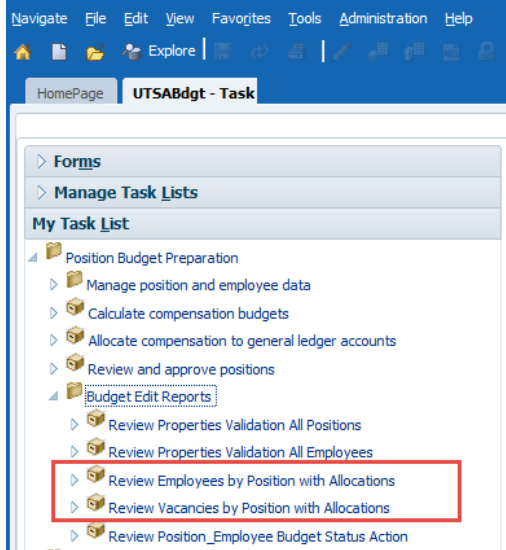 Navigate File Edit View Favorites Tools Administration Help
Explore
HomePage UTSABdgt - Task
Forms
Manage Task Lists
My Task List
Position Budget Preparation
Manage position and employee data
Calculate compensation budgets
Allocate compensation to general ledger accounts
Review and approve positions
Budget Edit Reports
Review Properties Validation All Positions
Review Properties Validation All Employees
Review Employees by Position with Allocations
Review Vacancies by Position with Allocations
Review Position_Employee Budget Status Action